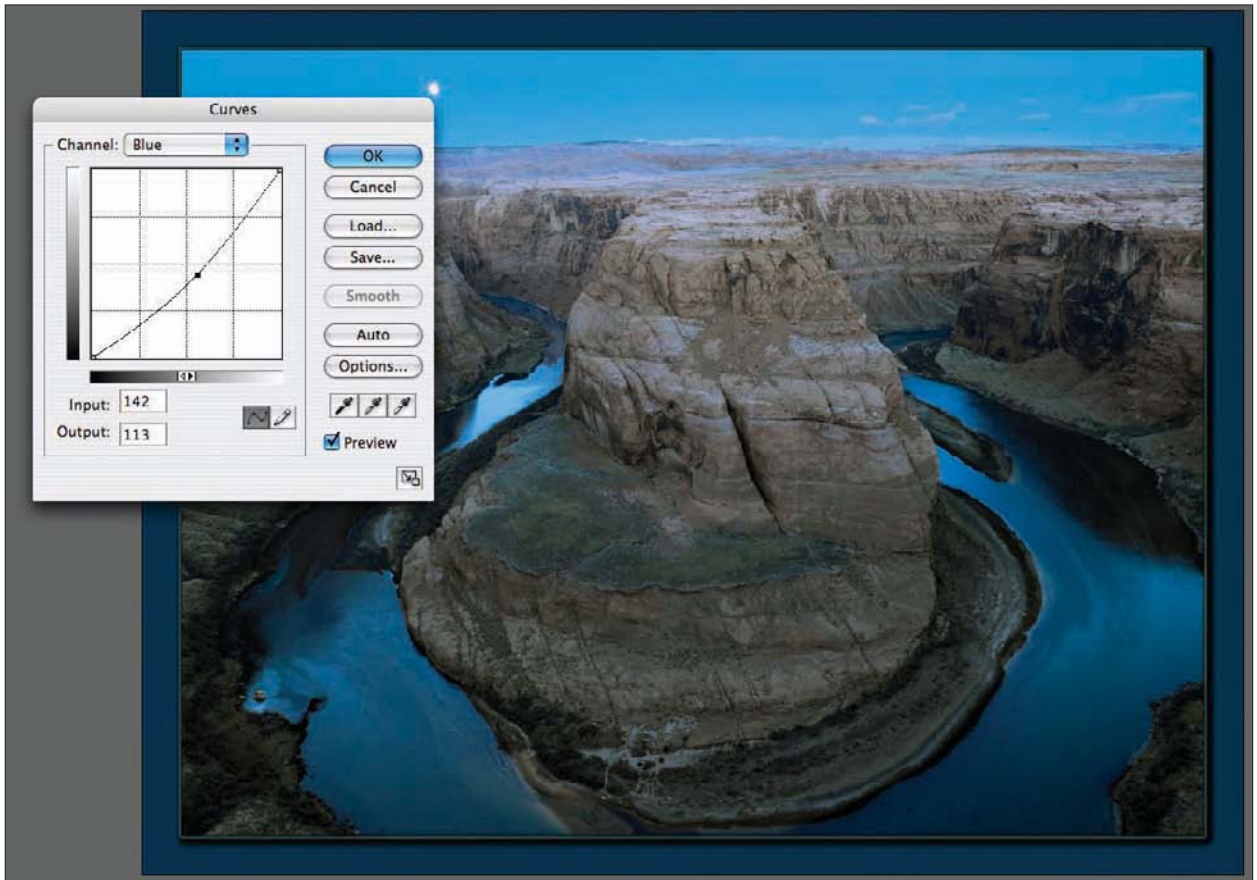 Curves
Channel: Blue
OK
Cancel
Load...
Save...
Smooth
Auto
Options...
Input: 142
Output: 113
Preview